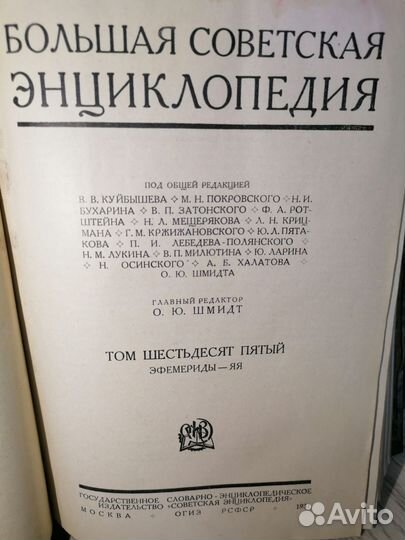 БОЛЬШАЯ СОВЕТСКАЯ
ЭНЦИКЛОПЕДИЯ
ПОД ОБЩЕЙ РЕДАКЦИЕЙ
В. В. КУЙБЫШЕВА • М. Н. ПОКРОВСКОГО • Н. И.
БУХАРИНА • В. П. ЗАТОНСКОГО • Ф. А. РОТ-
ШТЕЙНА • Н. Л. МЕЩЕРЯКОВА • Л. Н. КРИЦ-
МАНА • Г. М. КРЖИЖАНОВСКОГО • Ю. Л. ПЯТА-
КОВА • П. И. ЛЕБЕДЕВА-ПОЛЯНСКОГО
Н. М. ЛУКИНА • В. П. МИЛЮТИНА • Ю. ЛАРИНА
• Н. ОСИНСКОГО • А. Б. ХАЛАТОВА •
О. Ю. ШМИДТА
ГЛАВНЫЙ РЕДАКТОР
О. Ю. ШМИДТ
ТОМ ШЕСТЬДЕСЯТ ПЯТЫЙ
ЭФЕМЕРИДЫ — ЯЯ
ГОСУДАРСТВЕННОЕ СЛОВАРНО-ЭНЦИКЛОПЕДИЧЕСКОЕ
ИЗДАТЕЛЬСТВО „СОВЕТСКАЯ ЭНЦИКЛОПЕДИЯ"
МОСКВА • ОГИЗ РСФСР •
Avito